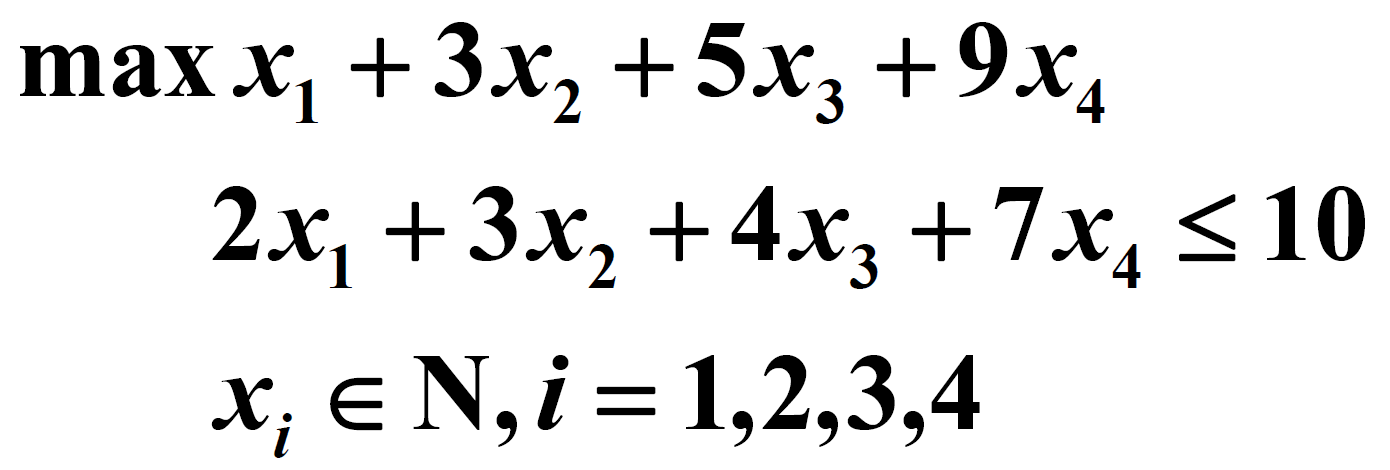 max x₁ + 3x₂ + 5x₃ + 9x₄
2x₁ + 3x₂ + 4x₃ + 7x₄ ≤ 10
xᵢ ∈ N, i = 1,2,3,4